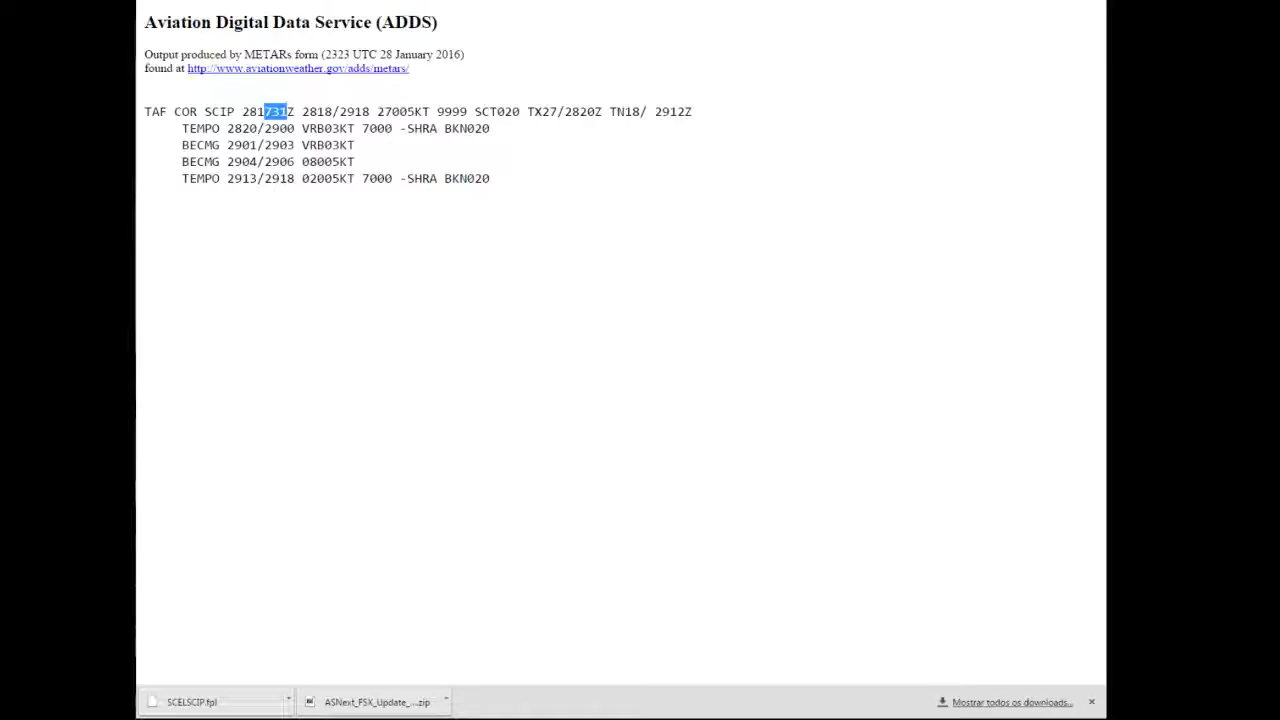 Aviation Digital Data Service (ADDS)
Output produced by METARs form (2323 UTC 28 January 2016)
found at http://www.aviationweather.gov/adds/metars/
TAF COR SCIP 281731Z 2818/2918 27005KT 9999 SCT020 TX27/2820Z TN18/ 2912Z
TEMPO 2820/2900 VRB03KT 7000 -SHRA BKN020
BECMG 2901/2903 VRB03KT
BECMG 2904/2906 08005KT
TEMPO 2913/2918 02005KT 7000 -SHRA BKN020
SCELSCIP.fpl ASNext_FSX_Update_....zip Mostrar todos os downloads...